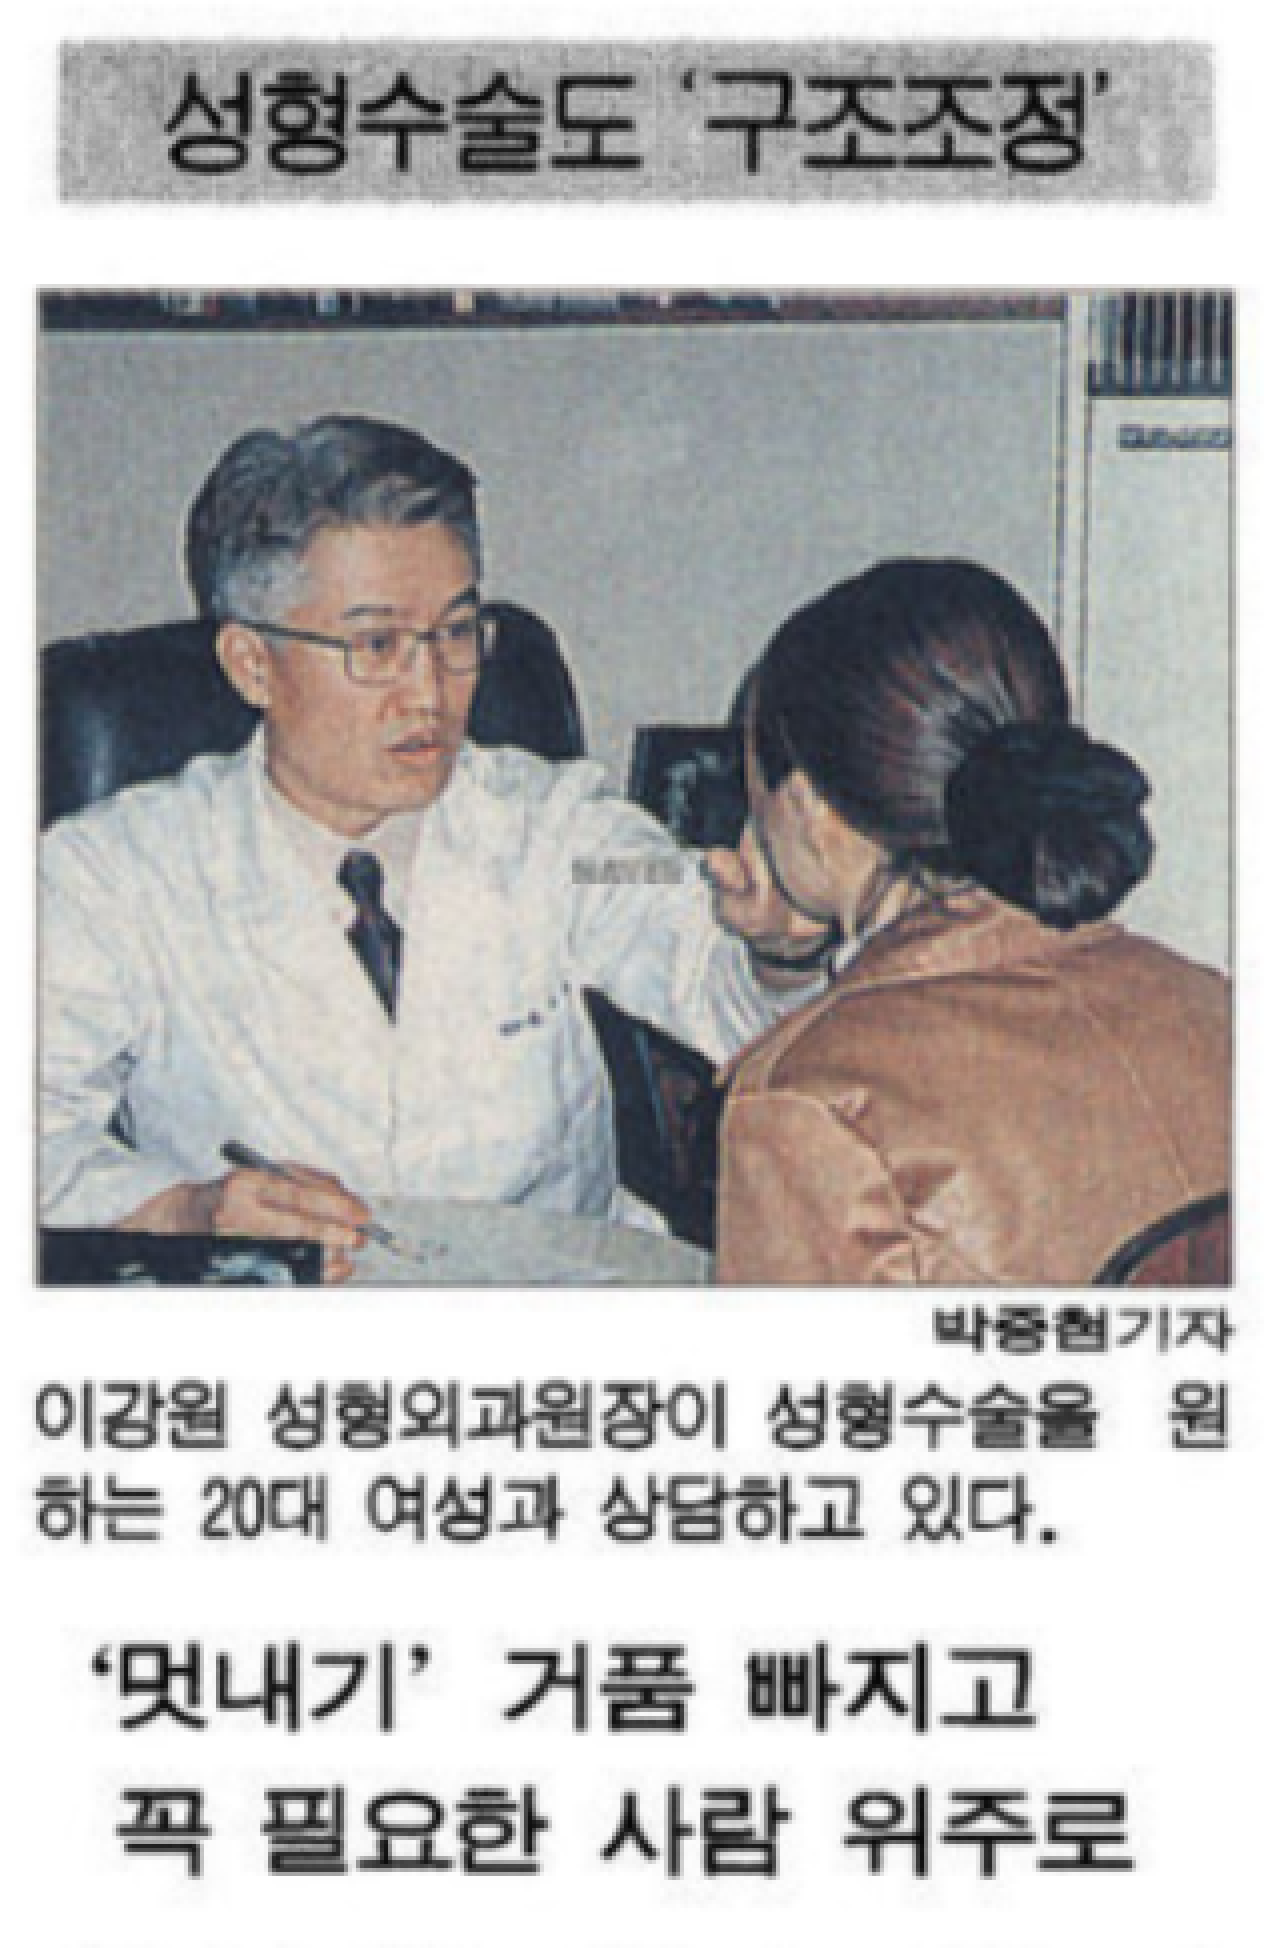 성형수술도 '구조조정'
NAVER
박중철기자
이강원 성형외과원장이 성형수술을 원
하는 20대 여성과 상담하고 있다.
'멋내기' 거품 빠지고
꼭 필요한 사람 위주로